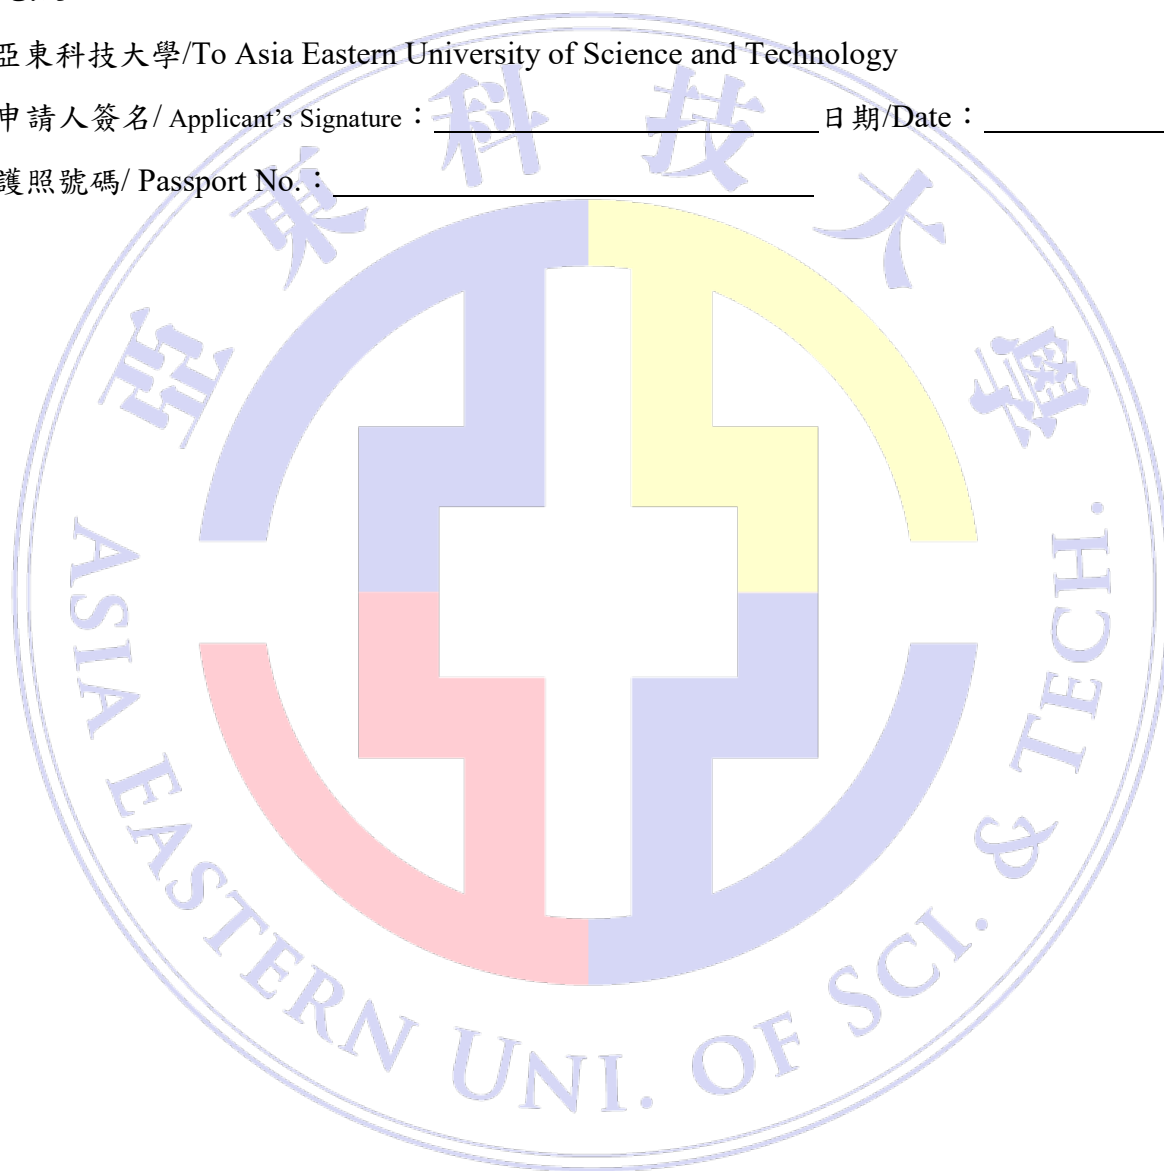 亞東科技大學/To Asia Eastern University of Science and Technology
申請人簽名/ Applicant's Signature： 日期/Date：
護照號碼/ Passport No.：
亞東科技大學
ASIA EASTERN UNI. OF SCI. & TECH.